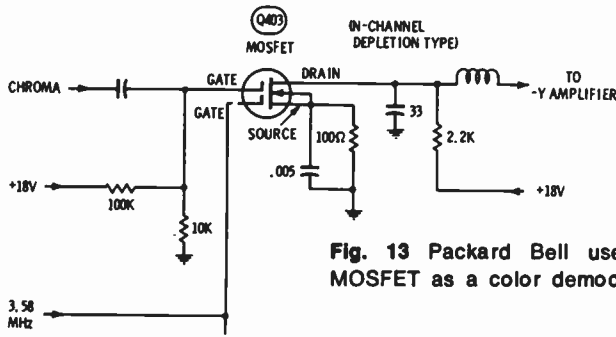 Q403
MOSFET
(N-CHANNEL
DEPLETION TYPE)
DRAIN
CHROMA
GATE
GATE
TO
-Y AMPLIFIER
SOURCE
100Ω
33
2.2K
.005
+18V
100K
+18V
10K
Fig. 13 Packard Bell use
MOSFET as a color demod
3.58
MHz